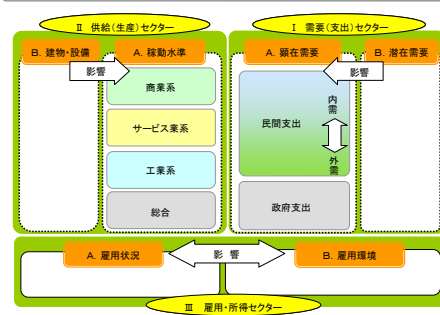 Ⅱ 供給(生産)セクター
Ⅰ 需要(支出)セクター
B. 建物・設備
A. 稼動水準
A. 顕在需要
B. 潜在需要
影響
影響
商業系
サービス業系
工業系
総合
民間支出
内需
外需
政府支出
A. 雇用状況
影 響
B. 雇用環境
Ⅲ 雇用・所得セクター